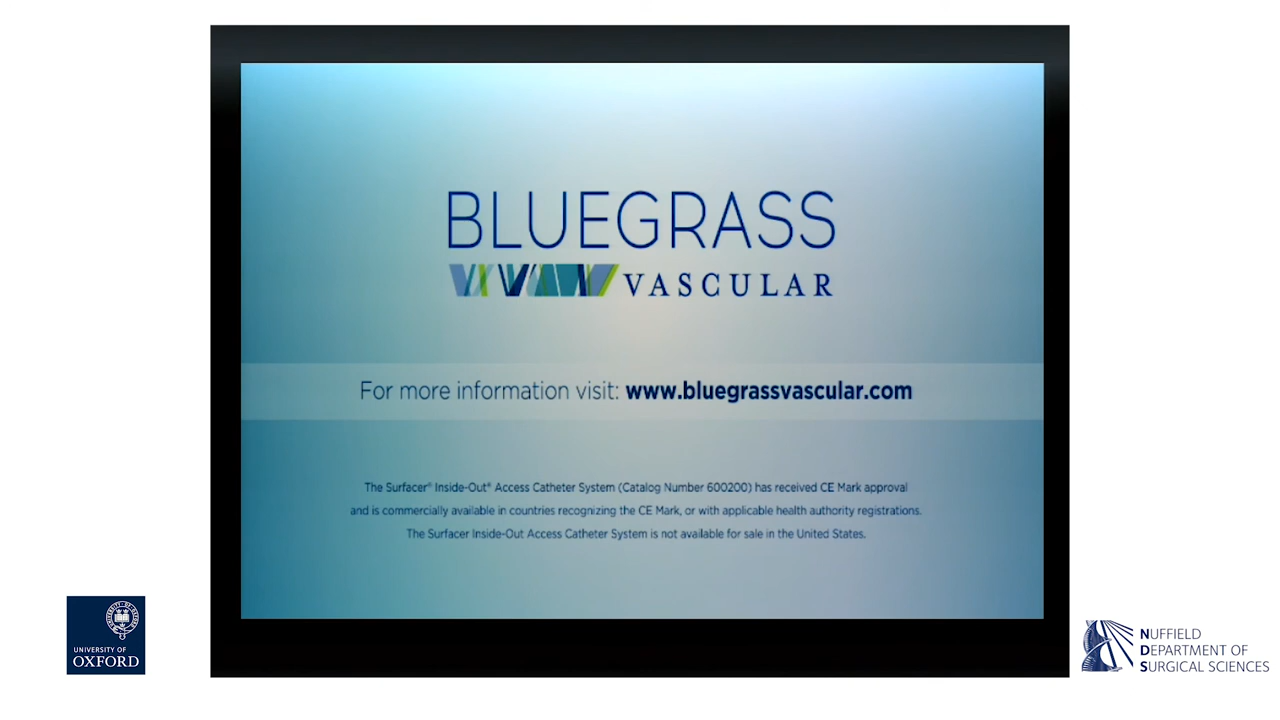 BLUEGRASS
VASCULAR
For more information visit: www.bluegrassvascular.com
The Surfacer® Inside-Out® Access Catheter System (Catalog Number 600200) has received CE Mark approval
and is commercially available in countries recognizing the CE Mark, or with applicable health authority registrations.
The Surfacer Inside-Out Access Catheter System is not available for sale in the United States.
UNIVERSITY OF
OXFORD
NUFFIELD
DEPARTMENT OF
SURGICAL SCIENCES